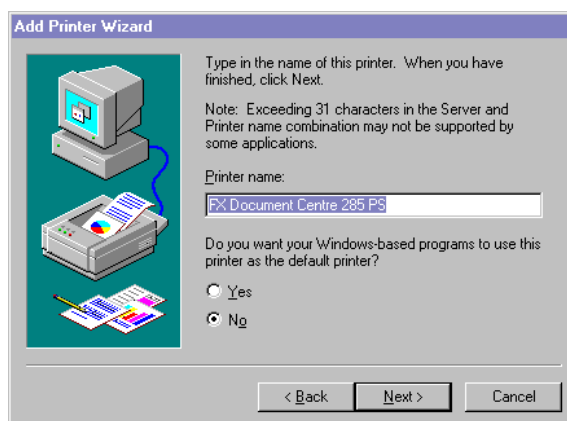 Add Printer Wizard
Type in the name of this printer. When you have
finished, click Next.
Note: Exceeding 31 characters in the Server and
Printer name combination may not be supported by
some applications.
Printer name:
FX Document Centre 285 PS
Do you want your Windows-based programs to use this
printer as the default printer?
Yes
No
< Back
Next >
Cancel